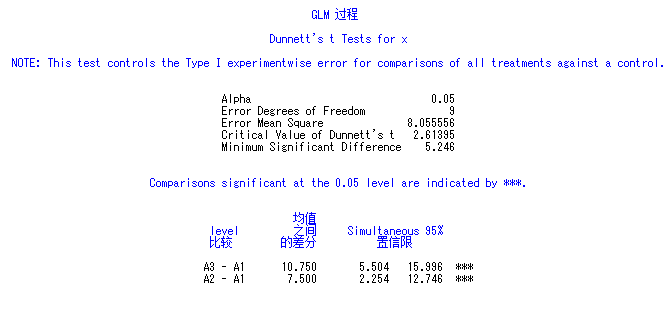 GLM 过程
Dunnett's t Tests for x
NOTE: This test controls the Type I experimentwise error for comparisons of all treatments against a control.
Alpha 0.05
Error Degrees of Freedom 9
Error Mean Square 8.055556
Critical Value of Dunnett's t 2.61395
Minimum Significant Difference 5.246
Comparisons significant at the 0.05 level are indicated by ***.
均值
level 之间 Simultaneous 95%
比较 的差分 置信限
A3 - A1 10.750 5.504 15.996 ***
A2 - A1 7.500 2.254 12.746 ***